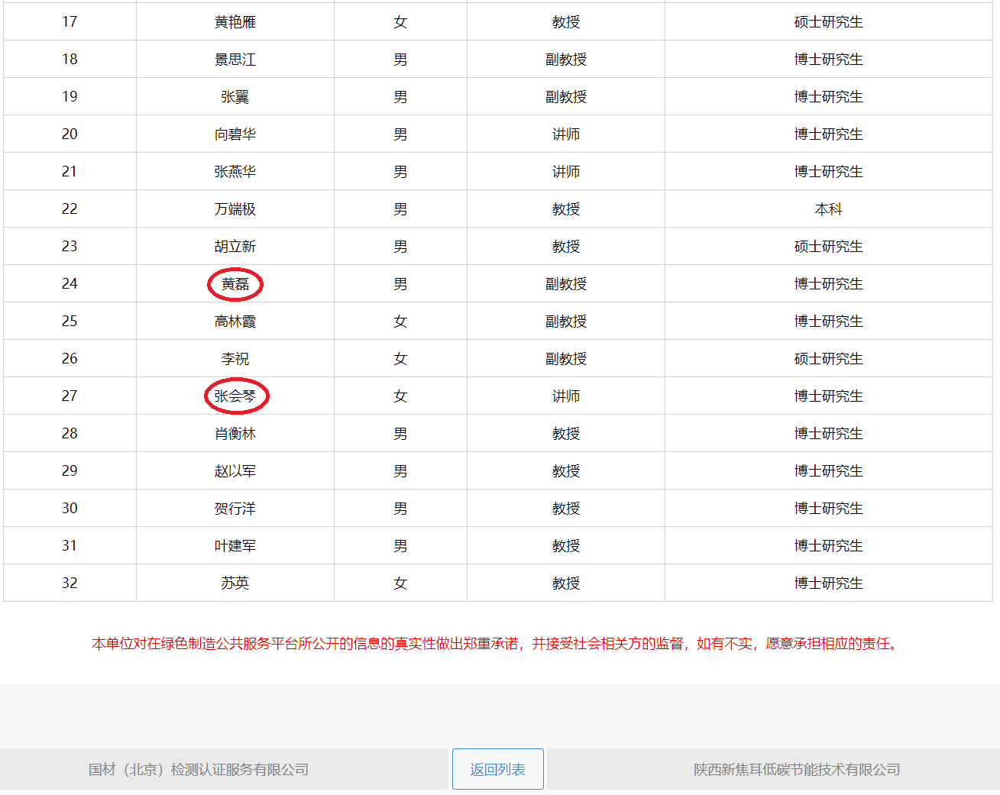 17 黄艳雁 女 教授 硕士研究生
18 景思江 男 副教授 博士研究生
19 张翼 男 副教授 博士研究生
20 向碧华 男 讲师 博士研究生
21 张燕华 男 讲师 博士研究生
22 万端极 男 教授 本科
23 胡立新 男 教授 硕士研究生
24 黄磊 男 副教授 博士研究生
25 高林霞 女 副教授 博士研究生
26 李祝 女 副教授 硕士研究生
27 张会琴 女 讲师 博士研究生
28 肖衡林 男 教授 博士研究生
29 赵以军 男 教授 博士研究生
30 贺行洋 男 教授 博士研究生
31 叶建军 男 教授 博士研究生
32 苏英 女 教授 博士研究生
本单位对在绿色制造公共服务平台所公开的信息的真实性做出郑重承诺，并接受社会相关方的监督，如有不实，愿意承担相应的责任。
国材（北京）检测认证服务有限公司 返回列表 陕西新焦耳低碳节能技术有限公司